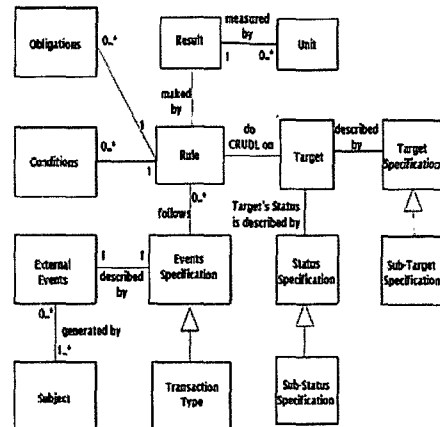 Obligations
0..*
Result
measured
by
1
0..*
Unit
maked
by
1
Conditions
0..*
1
Rule
do
CRUDL on
Target
described
by
Target
Specification
0..*
follows
Target's Status
is described by
External
Events
1
1
described
by
Events
Specification
Status
Specification
Sub-Target
Specification
0..*
generated by
1..*
Subject
Transaction
Type
Sub-Status
Specification